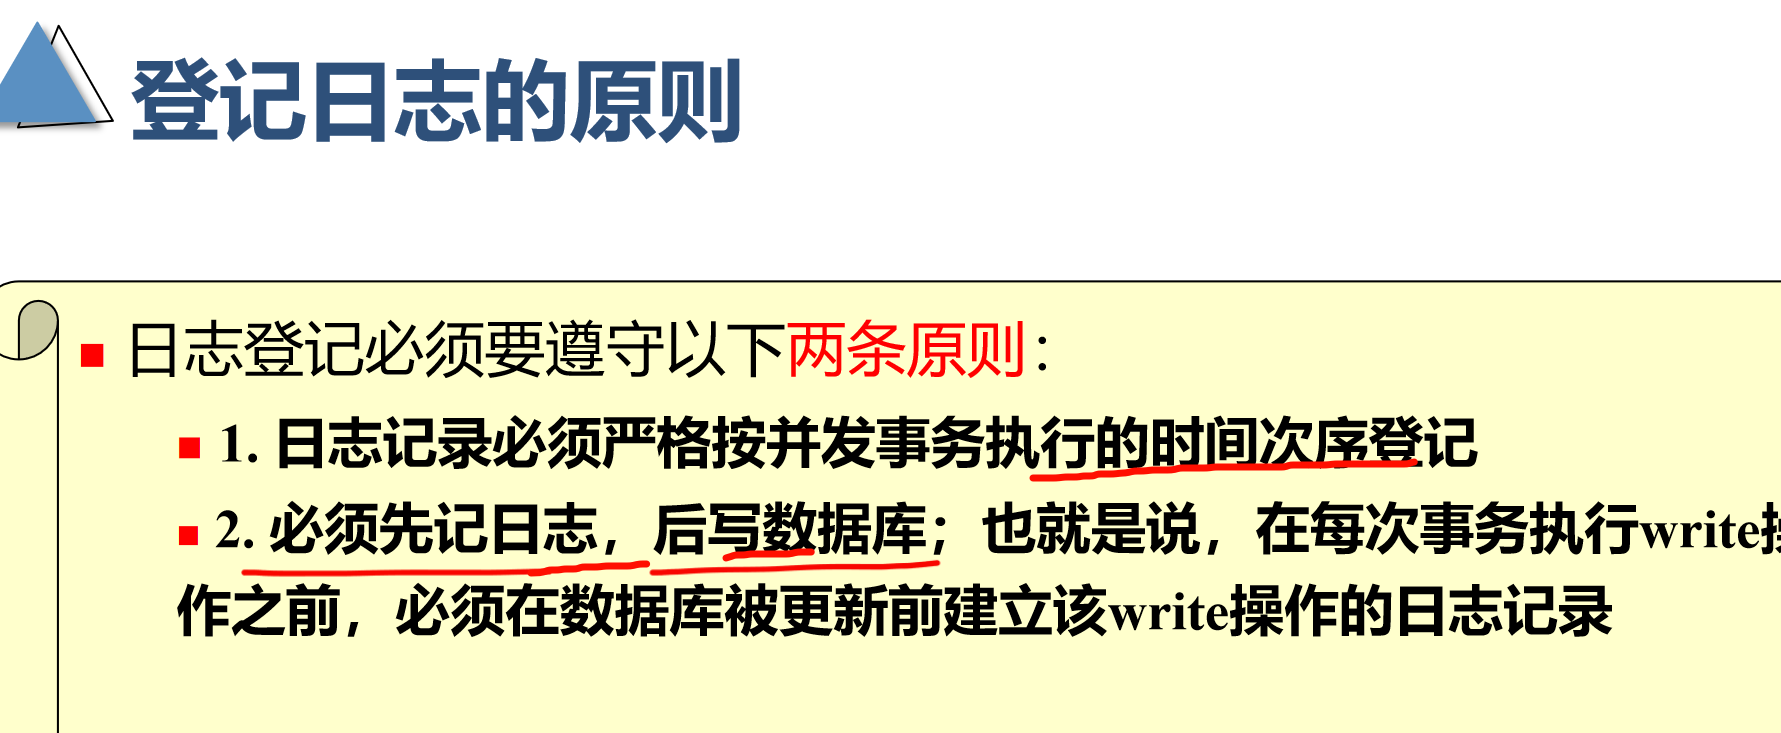 登记日志的原则
日志登记必须要遵守以下两条原则：
1. 日志记录必须严格按并发事务执行的时间次序登记
2. 必须先记日志，后写数据库；也就是说，在每次事务执行write操
作之前，必须在数据库被更新前建立该write操作的日志记录